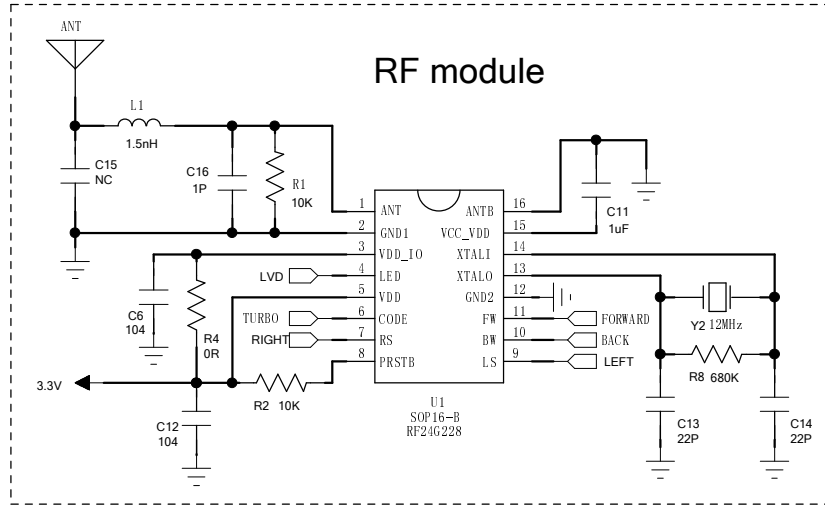 ANT
RF module
L1
1.5nH
C15
NC
C16
1P
R1
10K
C11
1uF
1
ANT
ANTB
16
2
GND1
VCC_VDD
15
3
VDD_IO
XTALI
14
4
LED
XTALO
13
5
VDD
GND2
12
6
CODE
FW
11
7
RS
BW
10
8
PRSTB
LS
9
LVD
TURBO
RIGHT
FORWARD
BACK
LEFT
C6
104
R4
0R
Y2 12MHz
R8 680K
3.3V
R2 10K
C12
104
U1
SOP16-B
RF24G228
C13
22P
C14
22P